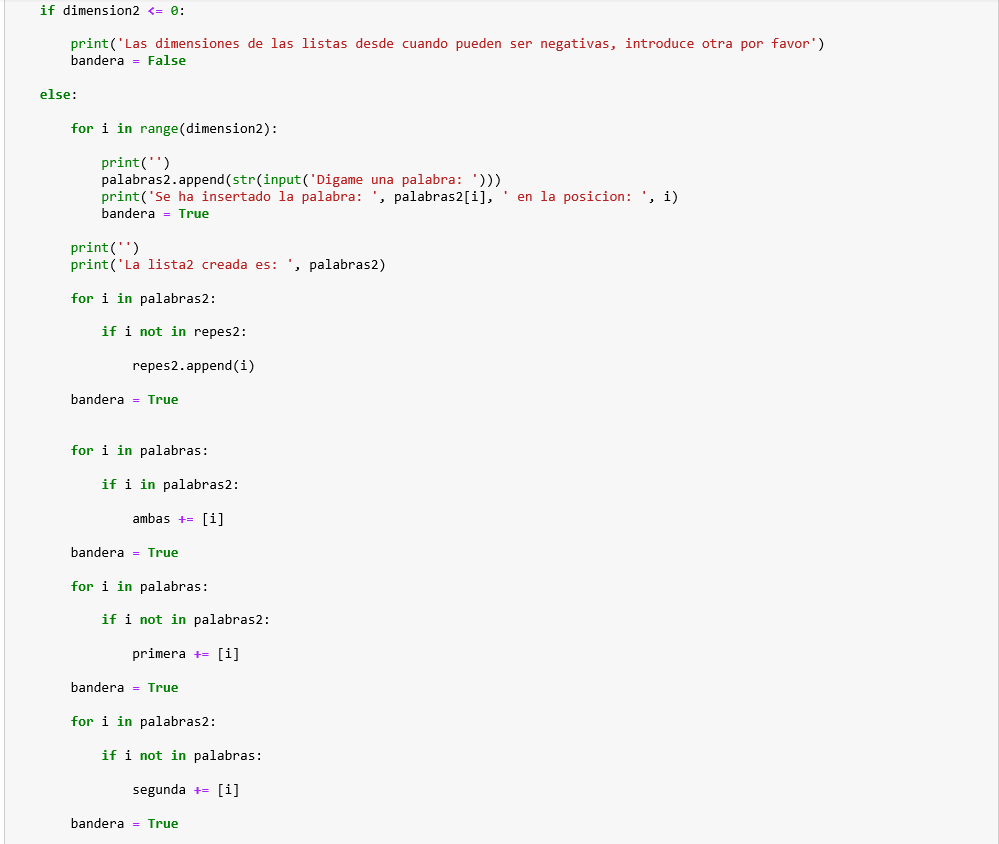 if dimension2 <= 0:
print('Las dimensiones de las listas desde cuando pueden ser negativas, introduce otra por favor')
bandera = False
else:
for i in range(dimension2):
print('')
palabras2.append(str(input('Digame una palabra: ')))
print('Se ha insertado la palabra: ', palabras2[i], ' en la posicion: ', i)
bandera = True
print('')
print('La lista2 creada es: ', palabras2)
for i in palabras2:
if i not in repes2:
repes2.append(i)
bandera = True
for i in palabras:
if i in palabras2:
ambas += [i]
bandera = True
for i in palabras:
if i not in palabras2:
primera += [i]
bandera = True
for i in palabras2:
if i not in palabras:
segunda += [i]
bandera = True